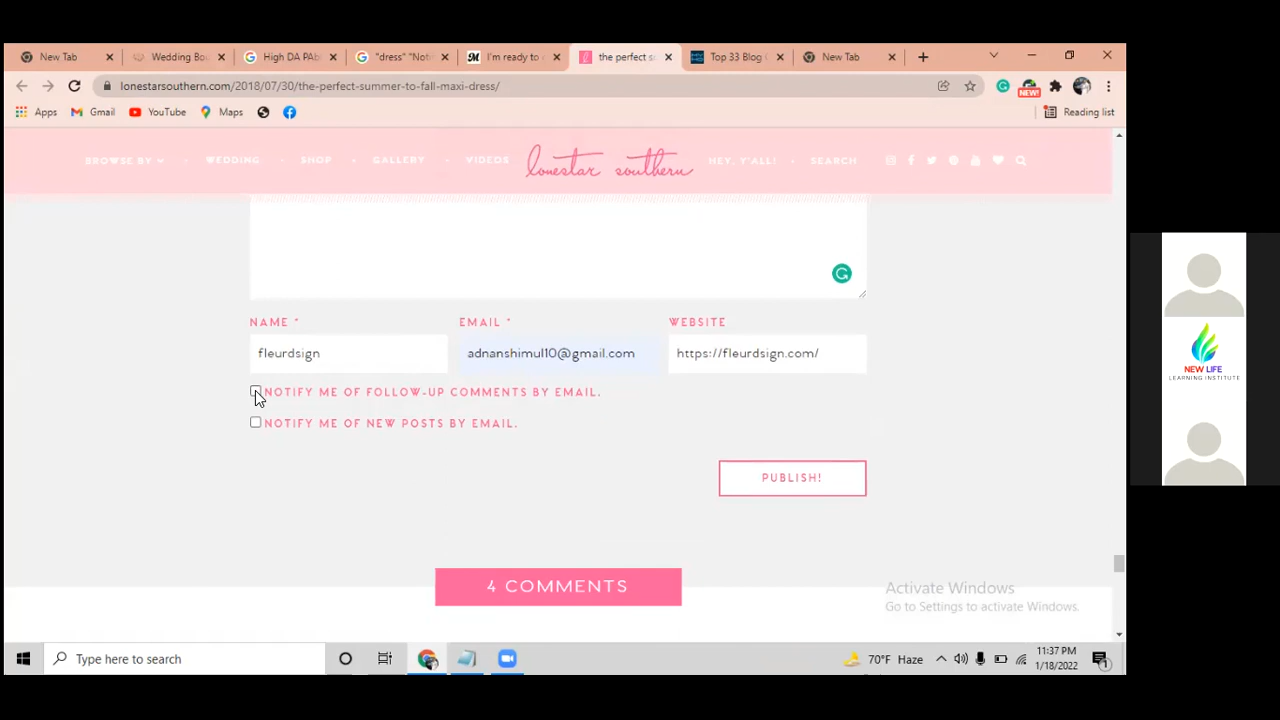 New Tab
Wedding Bou
High DA PA b
"dress" "Noti
I'm ready to
the perfect s
Top 33 Blog
New Tab
lonestarsouthern.com/2018/07/30/the-perfect-summer-to-fall-maxi-dress/
NEW!
Apps
Gmail
YouTube
Maps
Reading list
BROWSE BY
WEDDING
SHOP
GALLERY
VIDEOS
lonestar southern
HEY, Y'ALL!
SEARCH
NAME *
EMAIL *
WEBSITE
fleurdsign
adnanshimul10@gmail.com
https://fleurdsign.com/
NOTIFY ME OF FOLLOW-UP COMMENTS BY EMAIL.
NOTIFY ME OF NEW POSTS BY EMAIL.
PUBLISH!
4 COMMENTS
Activate Windows
Go to Settings to activate Windows.
NEW LIFE
LEARNING INSTITUTE
Type here to search
70°F Haze
11:37 PM
1/18/2022
1